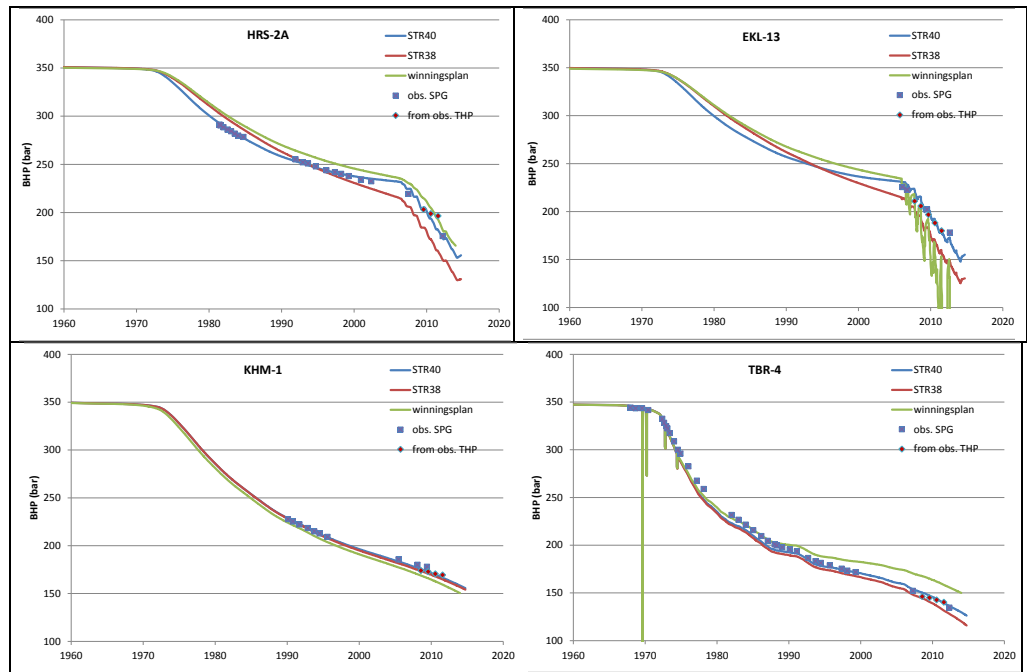 HRS-2A
BHP (bar)
400
350
300
250
200
150
100
1960
1970
1980
1990
2000
2010
2020
STR40
STR38
winningsplan
obs. SPG
from obs. THP
EKL-13
BHP (bar)
400
350
300
250
200
150
100
1960
1970
1980
1990
2000
2010
2020
STR40
STR38
winningsplan
obs. SPG
from obs. THP
KHM-1
BHP (bar)
400
350
300
250
200
150
100
1960
1970
1980
1990
2000
2010
2020
STR40
STR38
winningsplan
obs. SPG
from obs. THP
TBR-4
BHP (bar)
400
350
300
250
200
150
100
1960
1970
1980
1990
2000
2010
2020
STR40
STR38
winningsplan
obs. SPG
from obs. THP